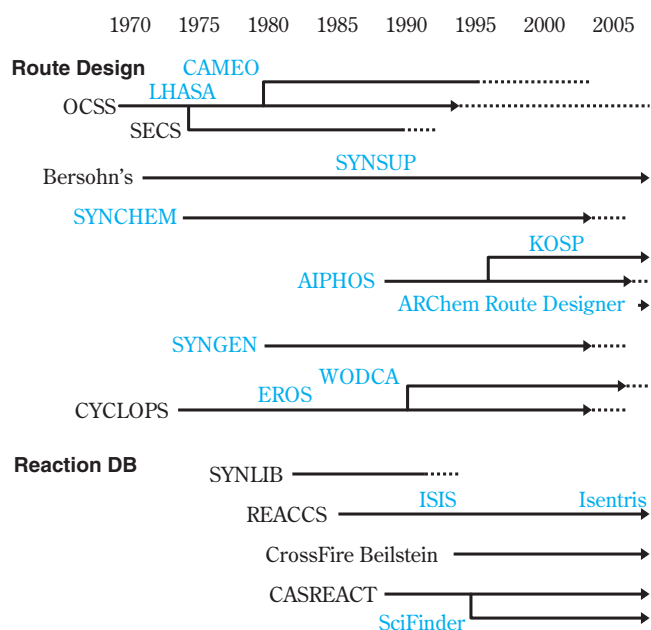 1970 1975 1980 1985 1990 1995 2000 2005
Route Design
CAMEO
LHASA
OCSS
SECS
SYNSUP
Bersohn's
SYNCHEM
KOSP
AIPHOS
ARChem Route Designer
SYNGEN
WODCA
EROS
CYCLOPS
Reaction DB
SYNLIB
ISIS Isentris
REACCS
CrossFire Beilstein
CASREACT
SciFinder